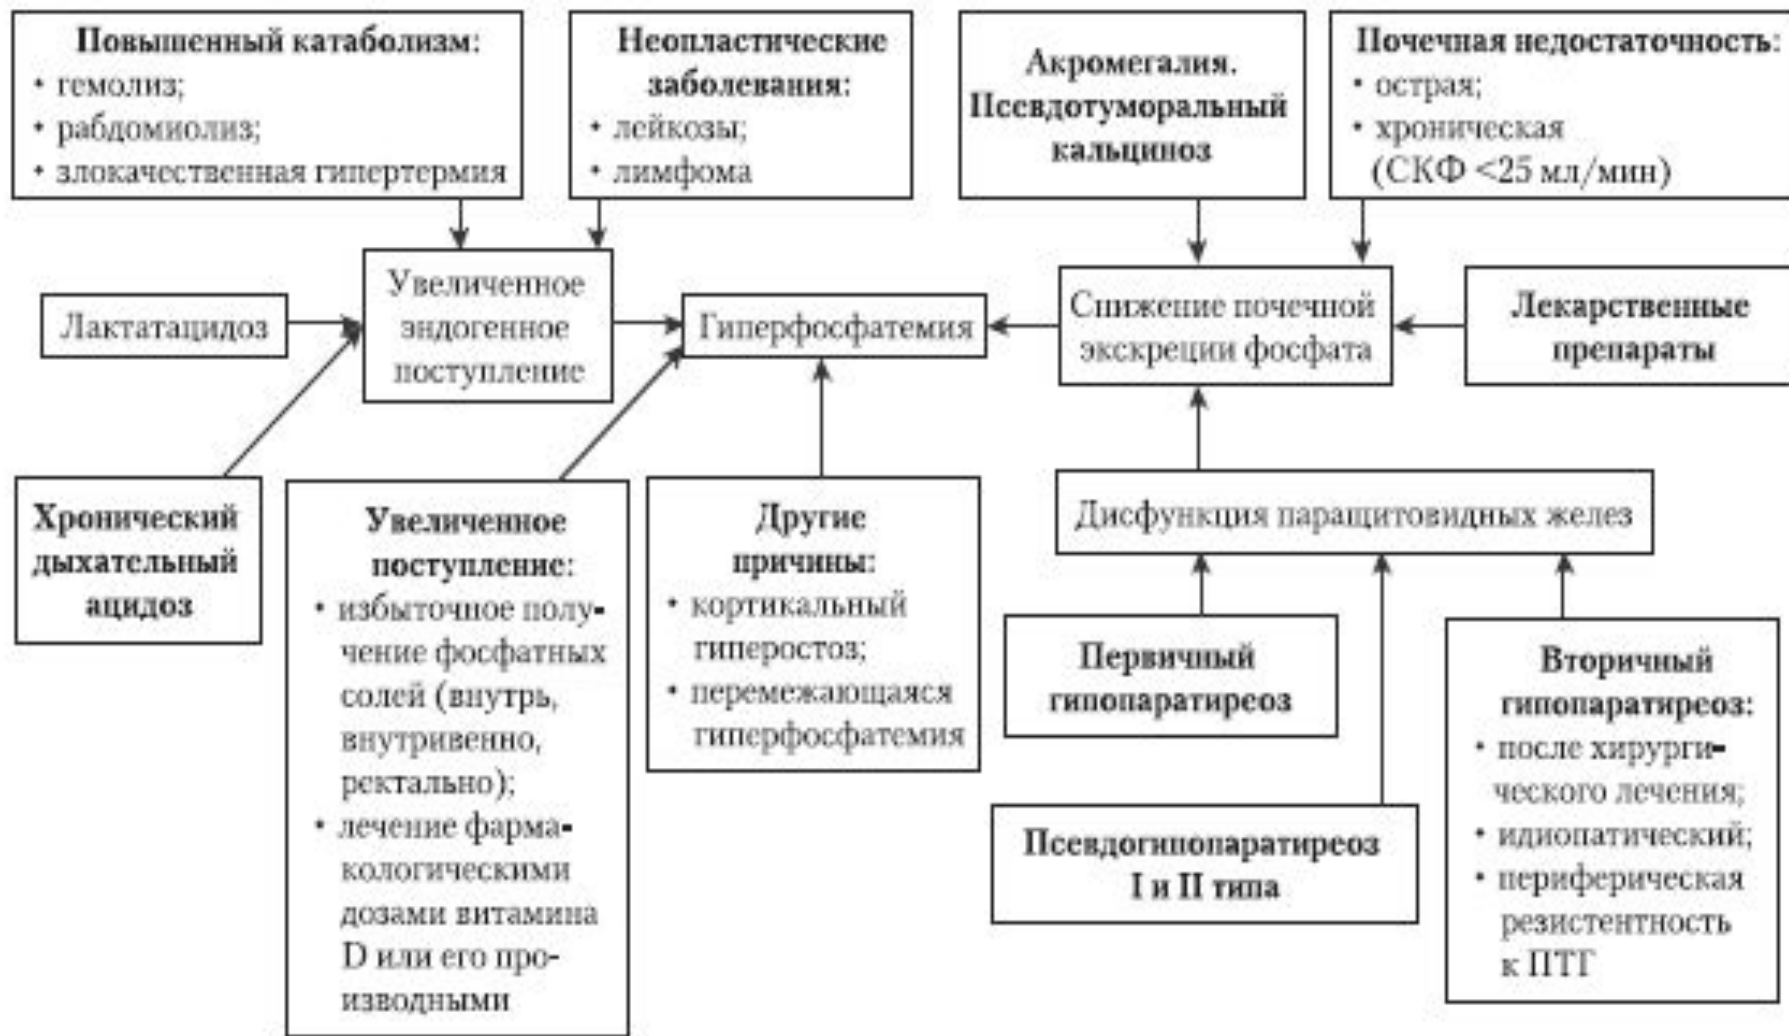 Повышенный катаболизм:
• гемолиз;
• рабдомиолиз;
• злокачественная гипертермия
Неопластические
заболевания:
• лейкозы;
• лимфома
Акромегалия.
Псевдотуморальный
кальциноз
Почечная недостаточность:
• острая;
• хроническая
(СКФ <25 мл/мин)
Лактатацидоз
Увеличенное
эндогенное
поступление
Гиперфосфатемия
Снижение почечной
экскреции фосфата
Лекарственные
препараты
Хронический
дыхательный
ацидоз
Увеличенное
поступление:
• избыточное полу-
чение фосфатных
солей (внутрь,
внутривенно,
ректально);
• лечение фарма-
кологическими
дозами витамина
D или его про-
изводными
Другие
причины:
• кортикальный
гиперостоз;
• перемежающаяся
гиперфосфатемия
Дисфункция паращитовидных желез
Первичный
гипопаратиреоз
Псевдогипопаратиреоз
I и II типа
Вторичный
гипопаратиреоз:
• после хирурги-
ческого лечения;
• идиопатический;
• периферическая
резистентность
к ПТГ